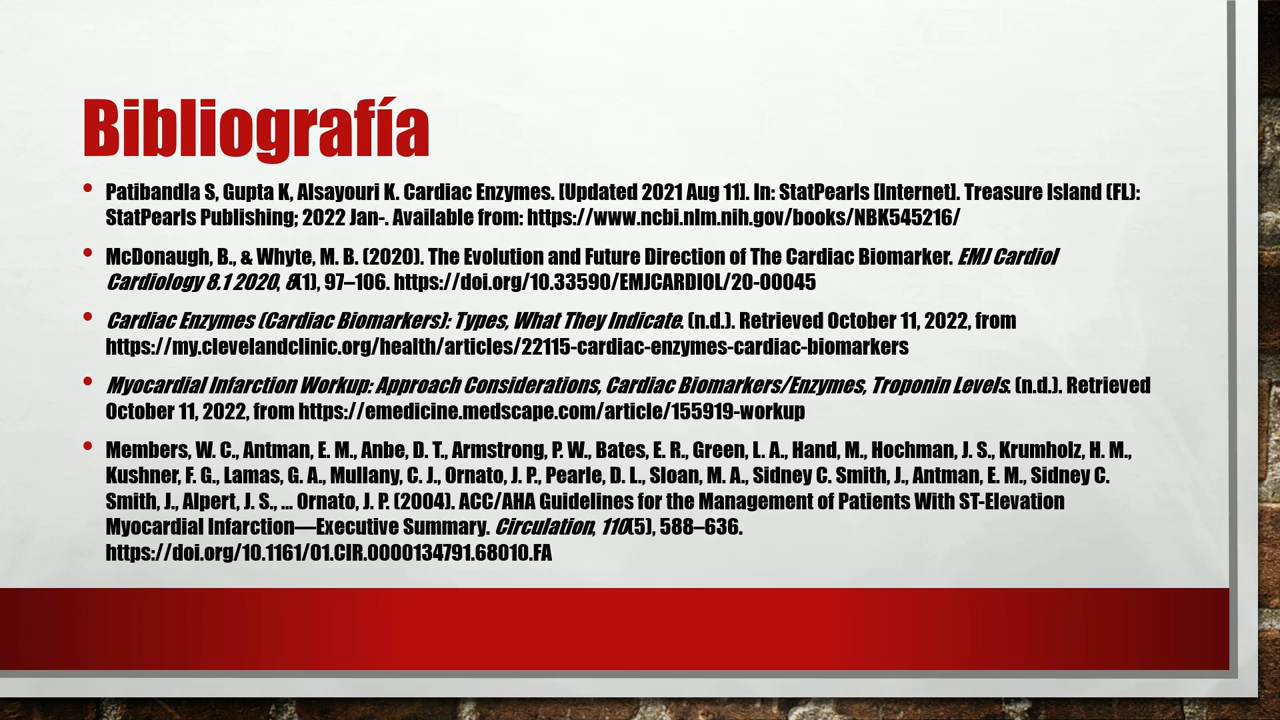 Bibliografía
• Patibandla S, Gupta K, Alsayouri K. Cardiac Enzymes. [Updated 2021 Aug 11]. In: StatPearls [Internet]. Treasure Island (FL):
StatPearls Publishing; 2022 Jan-. Available from: https://www.ncbi.nlm.nih.gov/books/NBK545216/
• McDonaugh, B., & Whyte, M. B. (2020). The Evolution and Future Direction of The Cardiac Biomarker. EMJ Cardiol
Cardiology 8.1 2020, 8(1), 97–106. https://doi.org/10.33590/EMJCARDIOL/20-00045
• Cardiac Enzymes (Cardiac Biomarkers): Types, What They Indicate. (n.d.). Retrieved October 11, 2022, from
https://my.clevelandclinic.org/health/articles/22115-cardiac-enzymes-cardiac-biomarkers
• Myocardial Infarction Workup: Approach Considerations, Cardiac Biomarkers/Enzymes, Troponin Levels. (n.d.). Retrieved
October 11, 2022, from https://emedicine.medscape.com/article/155919-workup
• Members, W. C., Antman, E. M., Anbe, D. T., Armstrong, P. W., Bates, E. R., Green, L. A., Hand, M., Hochman, J. S., Krumholz, H. M.,
Kushner, F. G., Lamas, G. A., Mullany, C. J., Ornato, J. P., Pearle, D. L., Sloan, M. A., Sidney C. Smith, J., Antman, E. M., Sidney C.
Smith, J., Alpert, J. S., … Ornato, J. P. (2004). ACC/AHA Guidelines for the Management of Patients With ST-Elevation
Myocardial Infarction—Executive Summary. Circulation, 110(5), 588–636.
https://doi.org/10.1161/01.CIR.0000134791.68010.FA